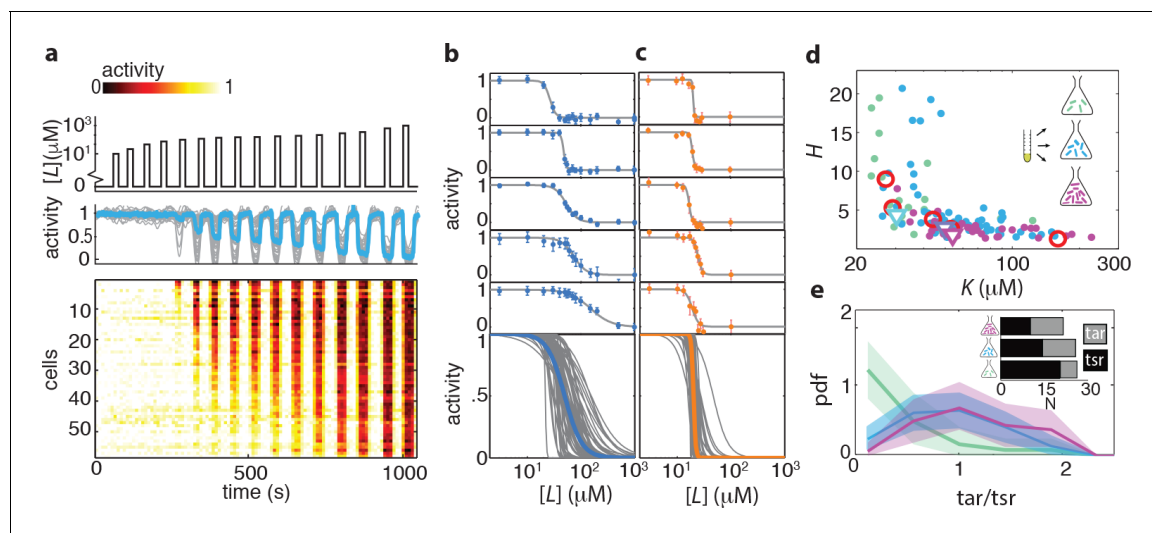 a
activity
0 1
[L](μM)
10³
10¹
0
activity
1
0.5
0
cells
10
20
30
40
50
0 500 1000
time (s)
b
1
0
1
0
1
0
1
0
1
0
activity
1
.5
0
10¹ 10² 10³
[L] (μM)
c
10¹ 10² 10³
[L] (μM)
d
H
20
15
10
5
20 100 300
K (μM)
e
pdf
2
1
0
0 1 2
tar/tsr
tar
tsr
0 15 30
N